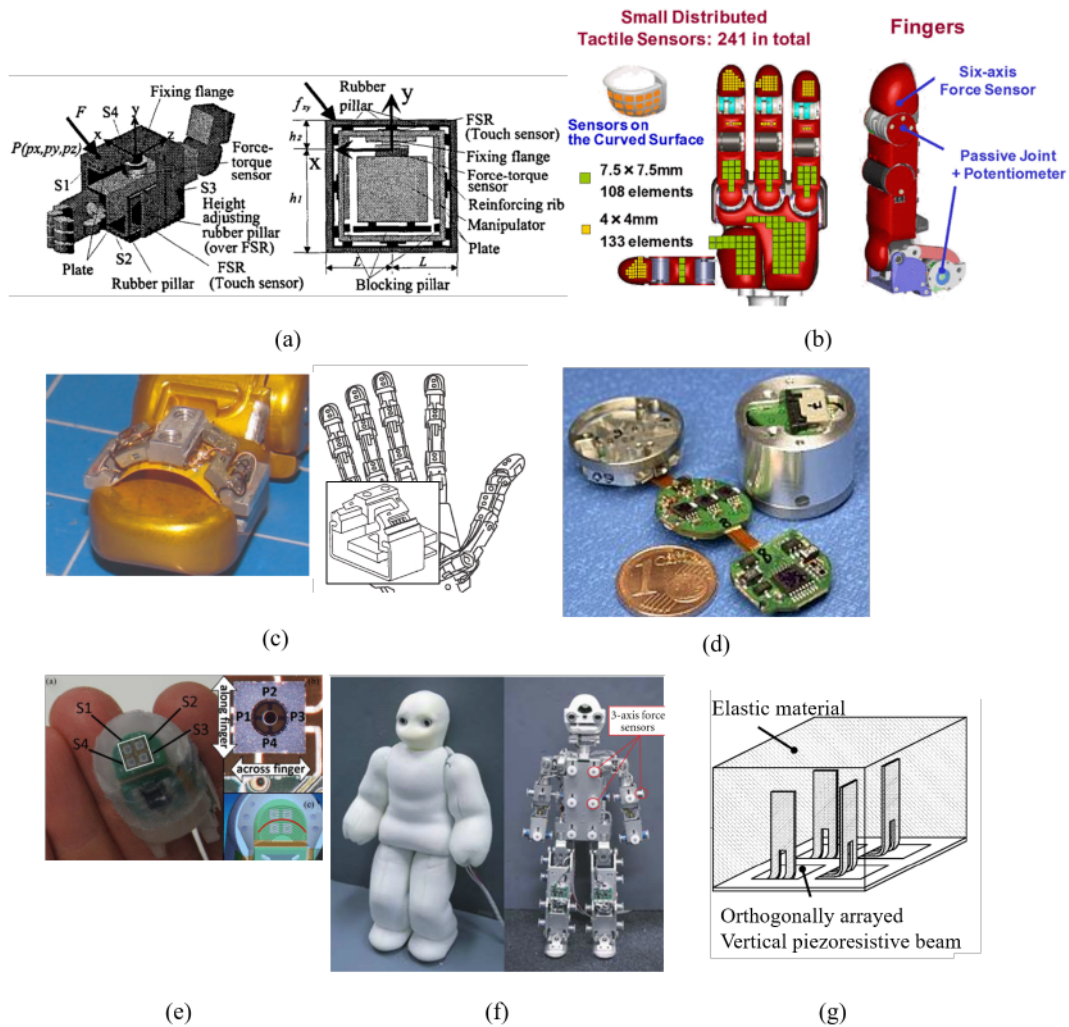 Fixing flange
S4
y
F
x
z
P(px,py,pz)
S1
Force-
torque
sensor
S3
Height
adjusting
rubber pillar
(over FSR)
Plate
S2
FSR
Rubber pillar
(Touch sensor)
Rubber
pillar
y
fxy
FSR
(Touch sensor)
h2
X
Fixing flange
Force-torque
sensor
Reinforcing rib
h1
Manipulator
Plate
L
L
Blocking pillar
(a)
Small Distributed
Tactile Sensors: 241 in total
Sensors on
the Curved Surface
7.5 × 7.5mm
108 elements
4 × 4mm
133 elements
Fingers
Six-axis
Force Sensor
Passive Joint
+ Potentiometer
(b)
(c)
8
8
1
(d)
(a)
S1
S2
S3
S4
along finger
(b)
P2
P1
P3
P4
across finger
(c)
(e)
3-axis force
sensors
(f)
Elastic material
Orthogonally arrayed
Vertical piezoresistive beam
(g)